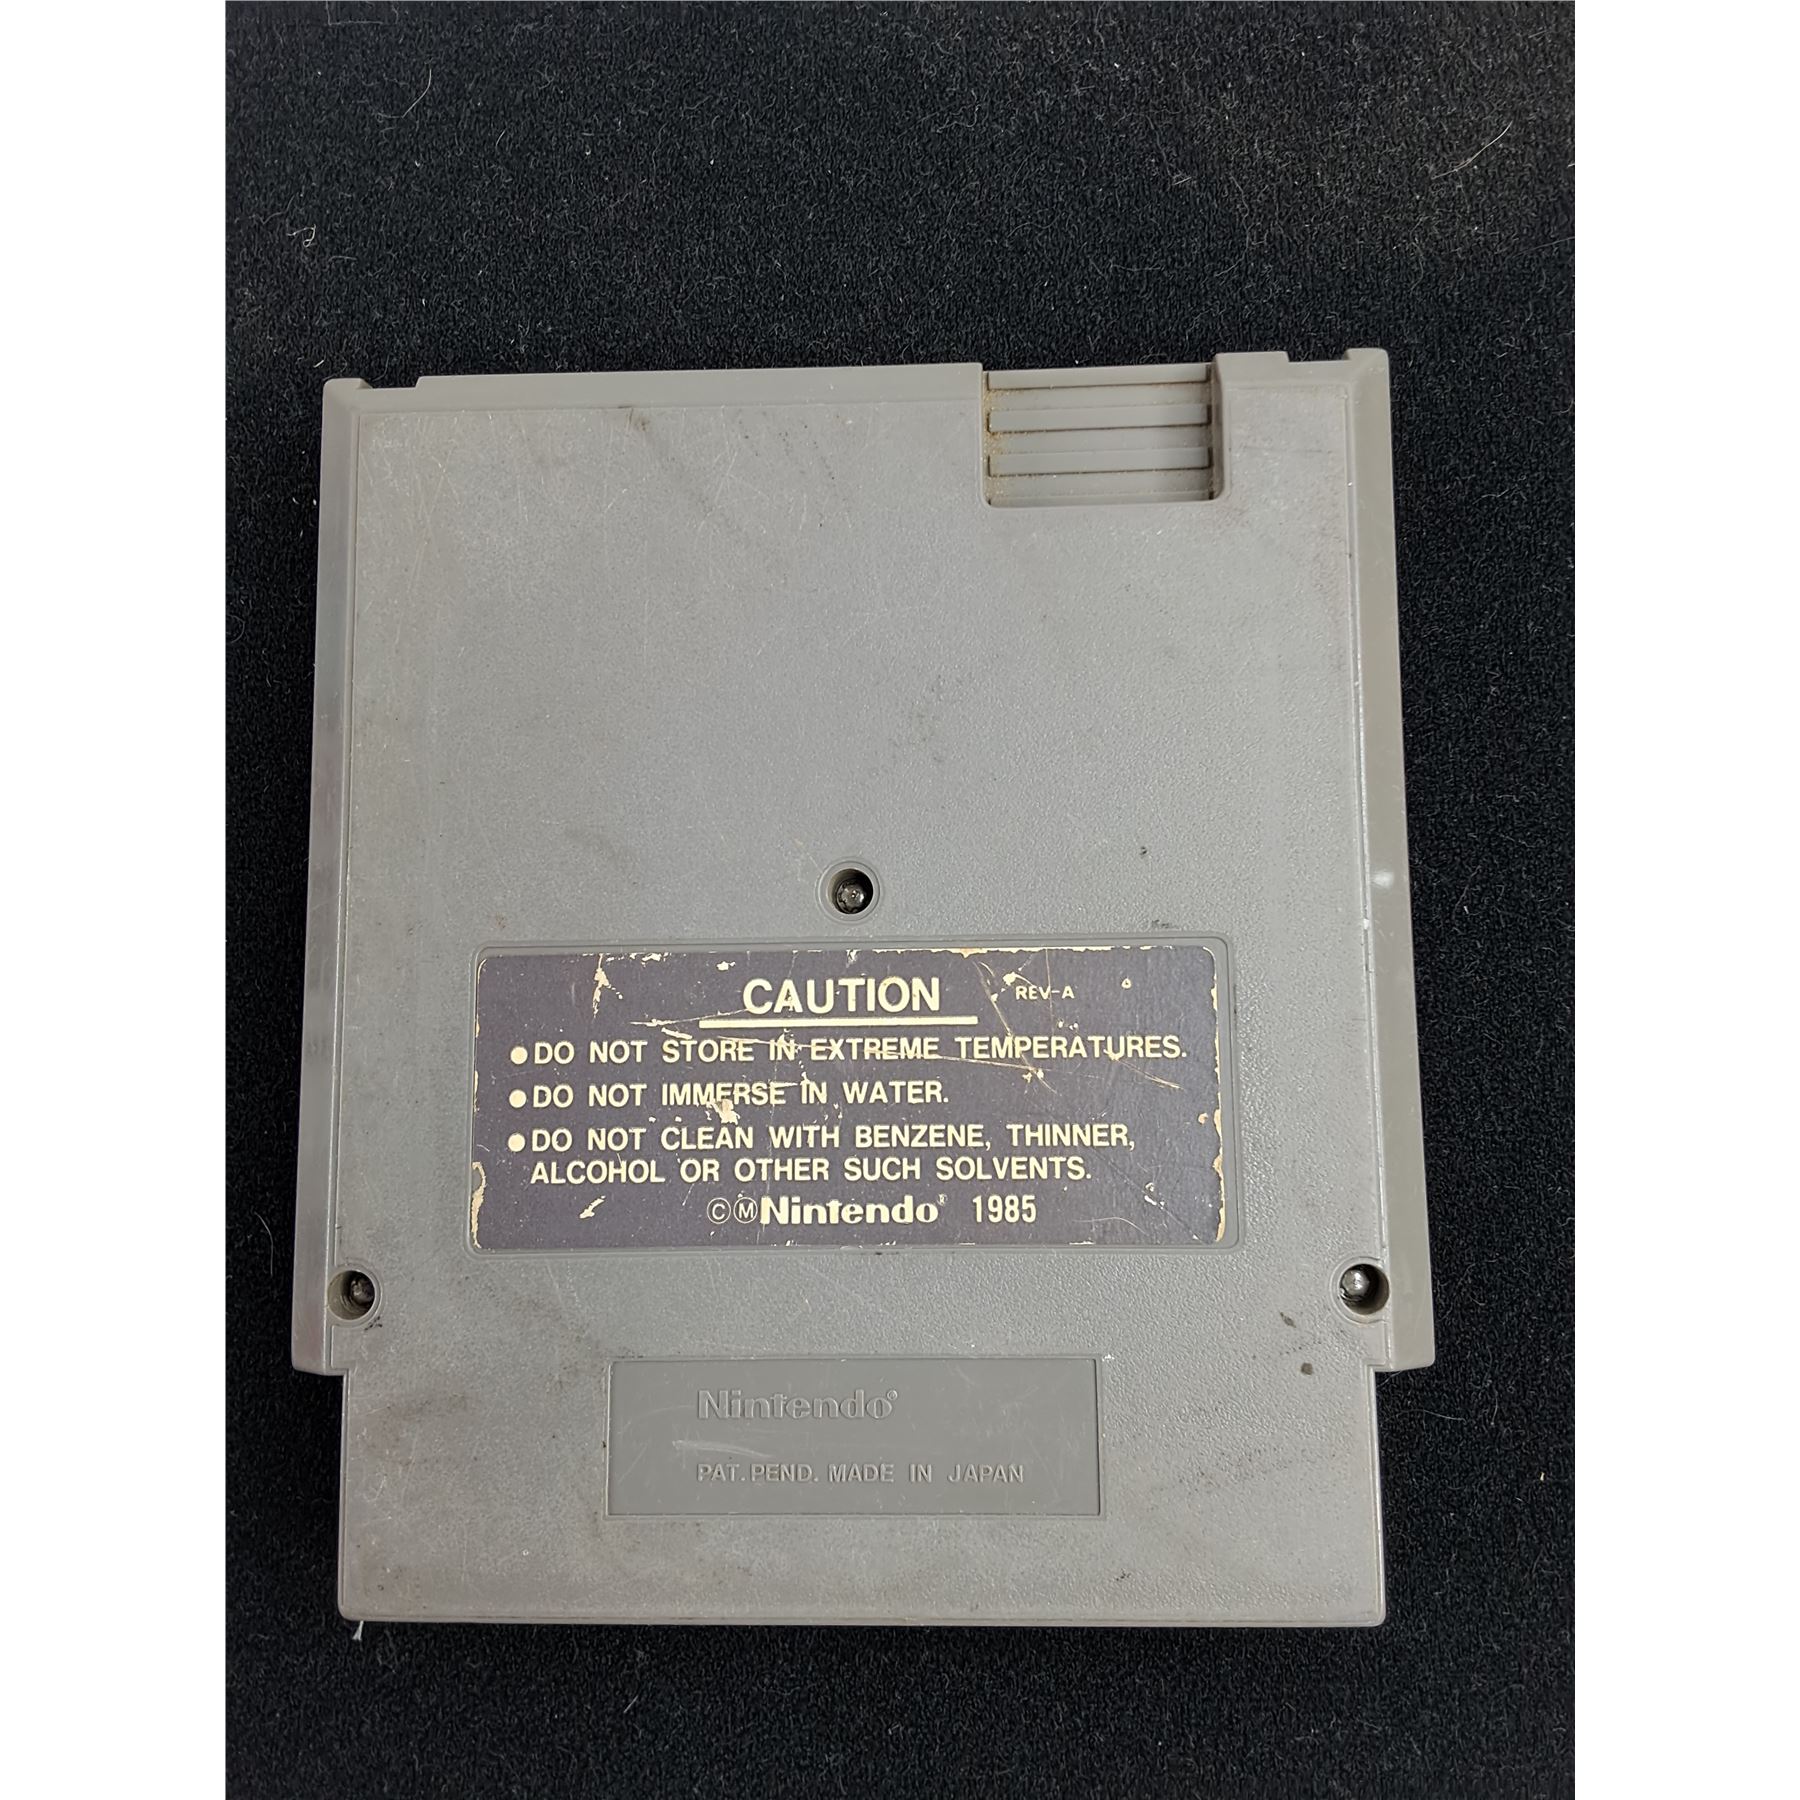 CAUTION REV-A
●DO NOT STORE IN EXTREME TEMPERATURES.
●DO NOT IMMERSE IN WATER.
●DO NOT CLEAN WITH BENZENE, THINNER,
ALCOHOL OR OTHER SUCH SOLVENTS.
ⒸⓂNintendo® 1985
Nintendo®
PAT. PEND. MADE IN JAPAN